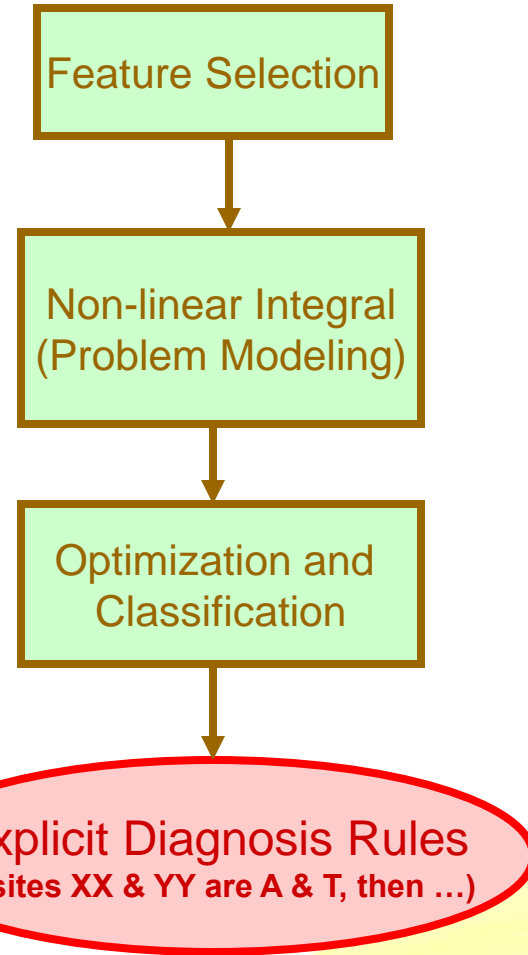 Feature Selection
Non-linear Integral
(Problem Modeling)
Optimization and
Classification
xplicit Diagnosis Rules
sites XX & YY are A & T, then …)